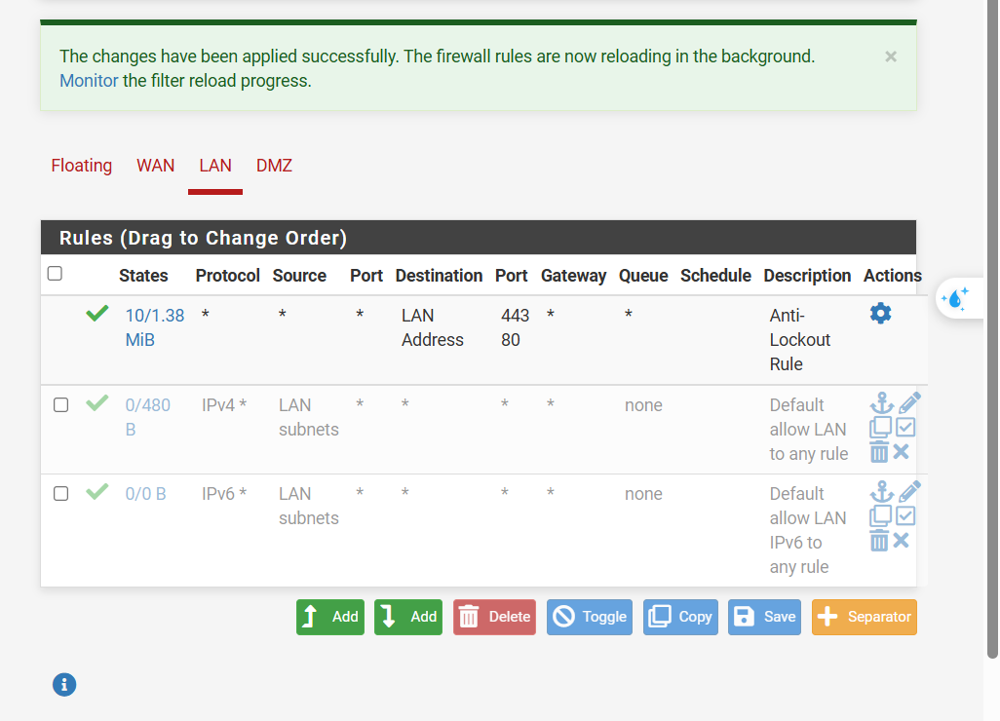 The changes have been applied successfully. The firewall rules are now reloading in the background.
Monitor the filter reload progress.
×
Floating WAN LAN DMZ
Rules (Drag to Change Order)
States Protocol Source Port Destination Port Gateway Queue Schedule Description Actions
10/1.38 * * * LAN 443 * * Anti-
MiB Address 80 Lockout
Rule
0/480 IPv4 * LAN * * * * none Default
B subnets allow LAN
to any rule
0/0 B IPv6 * LAN * * * * none Default
subnets allow LAN
IPv6 to
any rule
Add Add Delete Toggle Copy Save Separator